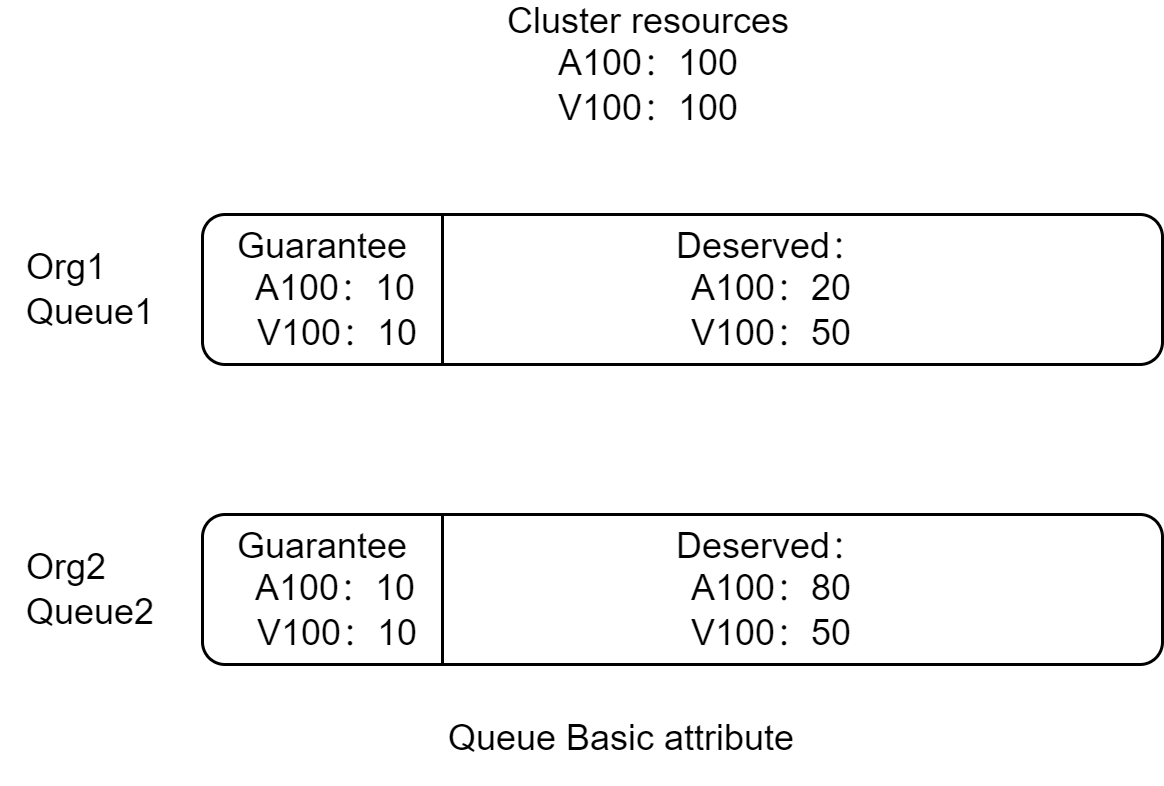 Cluster resources
A100：100
V100：100
Org1
Queue1
Guarantee
A100：10
V100：10
Deserved：
A100：20
V100：50
Org2
Queue2
Guarantee
A100：10
V100：10
Deserved：
A100：80
V100：50
Queue Basic attribute